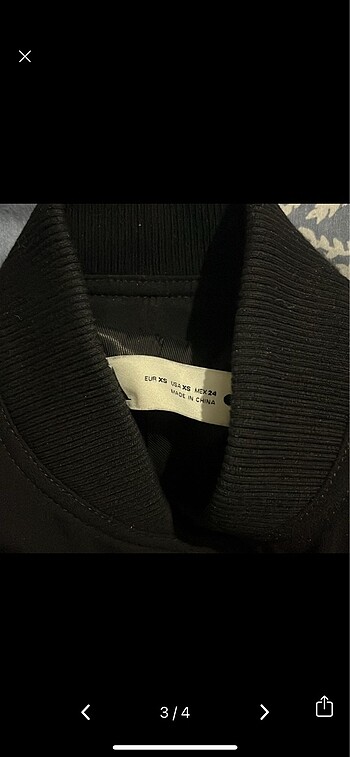 EUR XS USA XS MEX 24
MADE IN CHINA
3 / 4